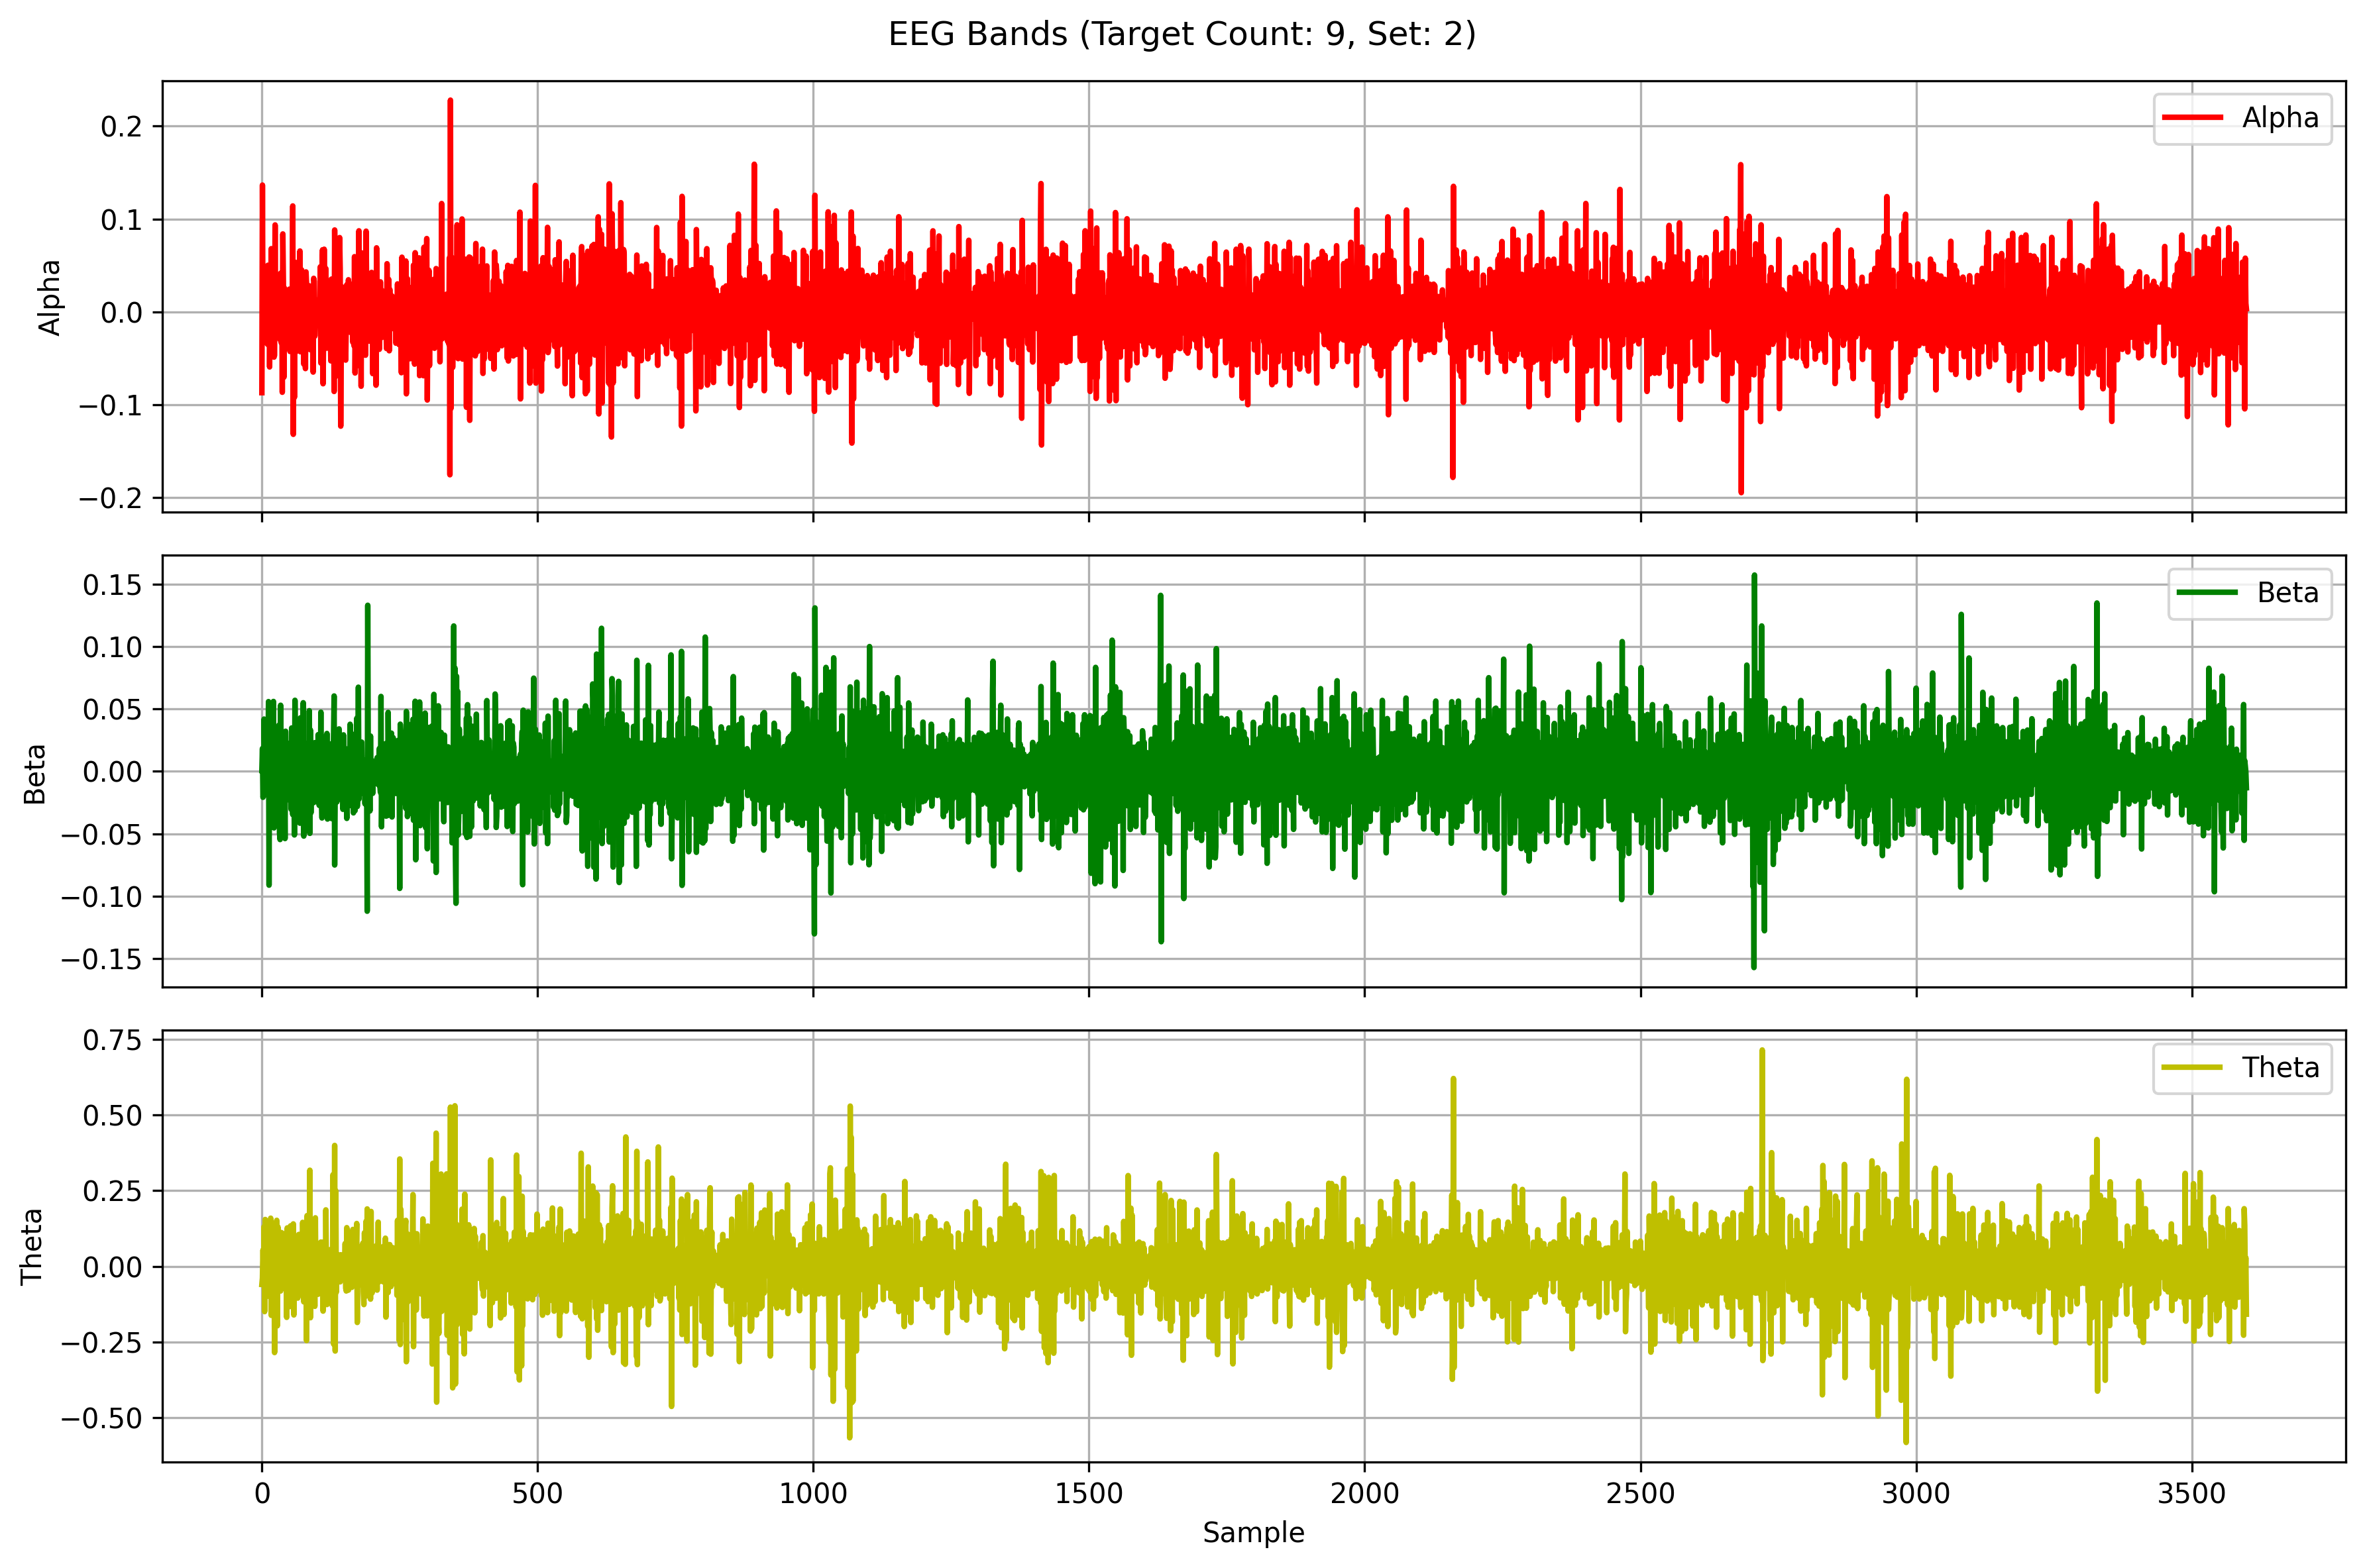 EEG Bands (Target Count: 9, Set: 2)
Alpha
0.2
0.1
0.0
−0.1
−0.2
Alpha
Beta
0.15
0.10
0.05
0.00
−0.05
−0.10
−0.15
Beta
Theta
0.75
0.50
0.25
0.00
−0.25
−0.50
Theta
0 500 1000 1500 2000 2500 3000 3500
Sample